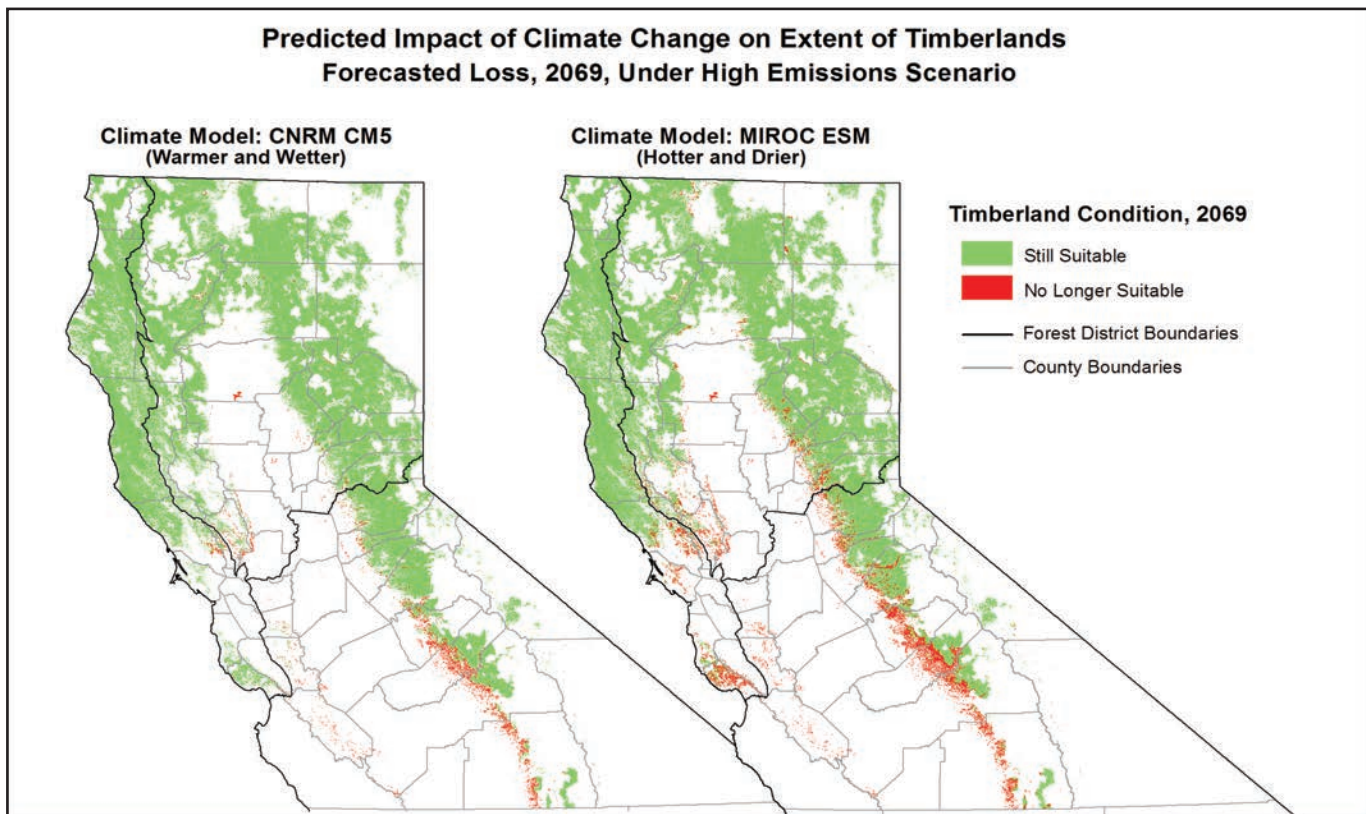 Predicted Impact of Climate Change on Extent of Timberlands
Forecasted Loss, 2069, Under High Emissions Scenario
Climate Model: CNRM CM5
(Warmer and Wetter)
Climate Model: MIROC ESM
(Hotter and Drier)
Timberland Condition, 2069
Still Suitable
No Longer Suitable
Forest District Boundaries
County Boundaries